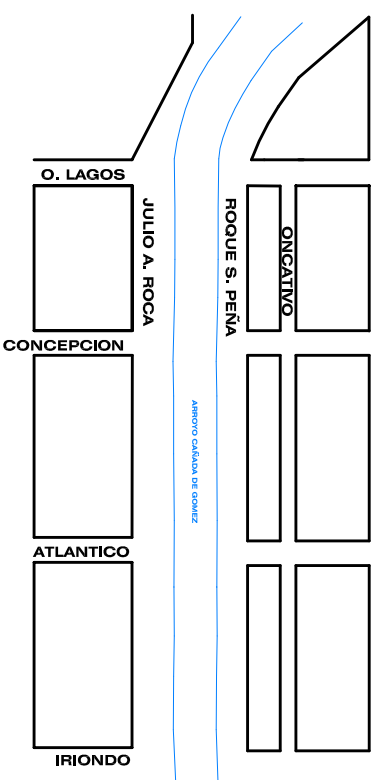 O. LAGOS
JULIO A. ROCA
ROQUE S. PEÑA
ONCATIVO
CONCEPCION
ARROYO CAÑADA DE GOMEZ
ATLANTICO
IRIONDO